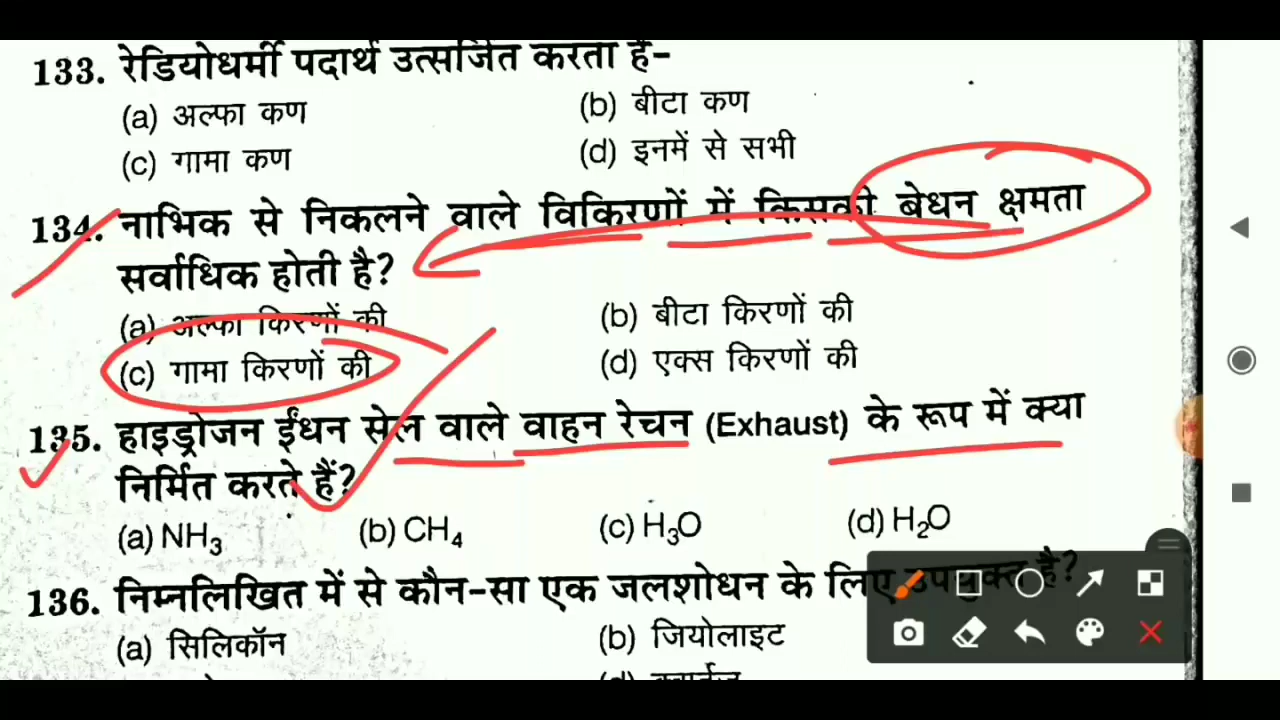 133. रेडियोधर्मी पदार्थ उत्सर्जित करता है-
(a) अल्फा कण (b) बीटा कण
(c) गामा कण (d) इनमें से सभी
134. नाभिक से निकलने वाले विकिरणों में किसकी बेधन क्षमता
सर्वाधिक होती है?
(a) अल्फा किरणों की (b) बीटा किरणों की
(c) गामा किरणों की (d) एक्स किरणों की
135. हाइड्रोजन ईंधन सेल वाले वाहन रेचन (Exhaust) के रूप में क्या
निर्मित करते हैं?
(a) NH₃ (b) CH₄ (c) H₃O (d) H₂O
136. निम्नलिखित में से कौन-सा एक जलशोधन के लिए उपयुक्त है?
(a) सिलिकॉन (b) जियोलाइट